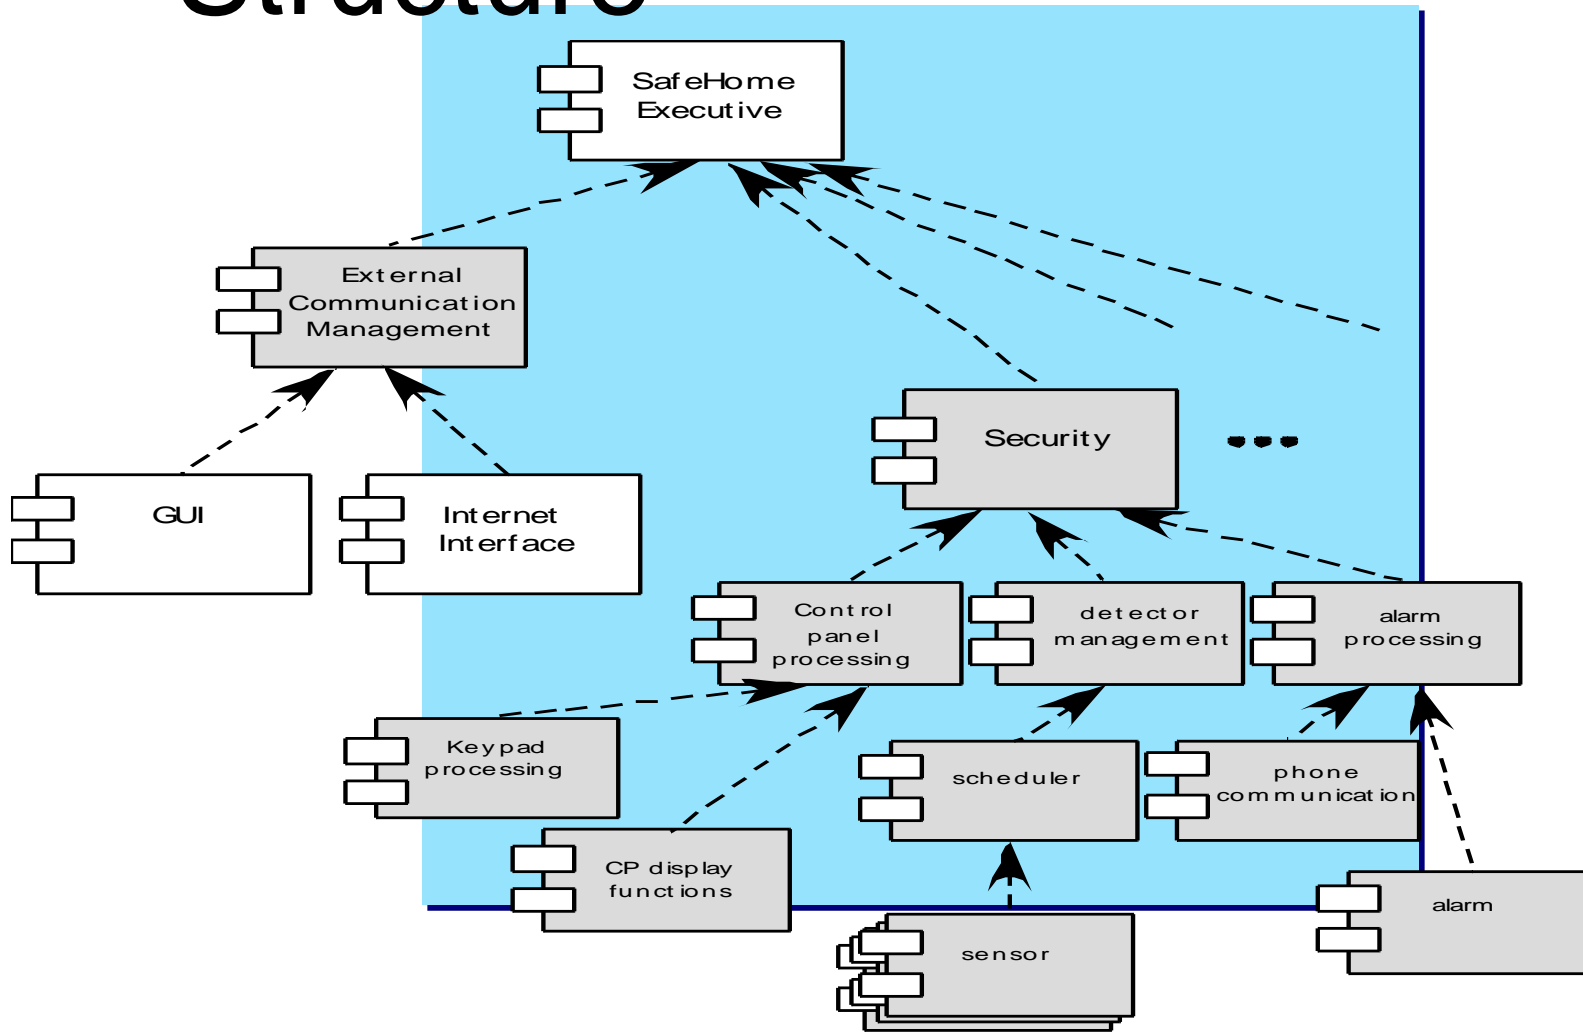 Structure
SafeHome
Executive
External
Communication
Management
Security
GUI
Internet
Interface
Control
panel
processing
detector
management
alarm
processing
Keypad
processing
scheduler
phone
communication
CP display
functions
alarm
sensor